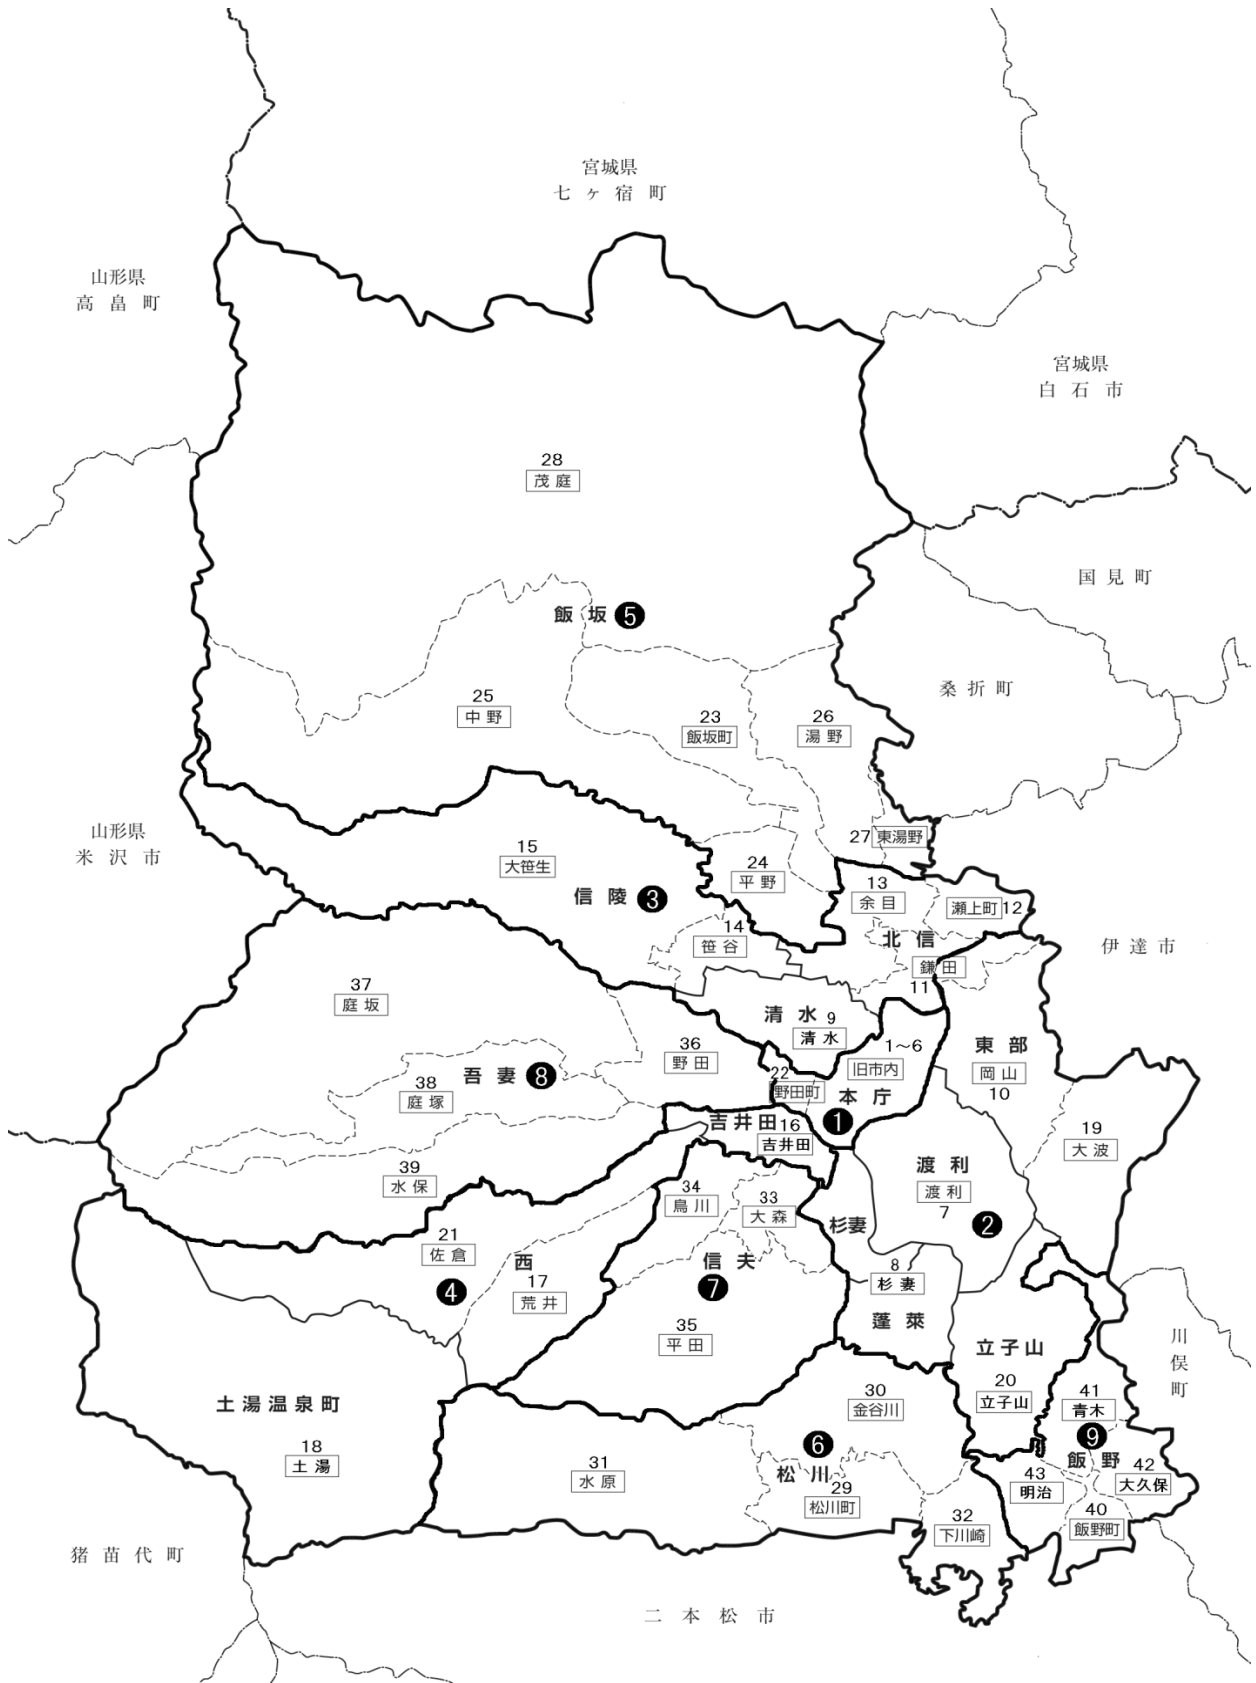 宮城県
七ヶ宿町
山形県
高畠町
宮城県
白石市
28
茂庭
国見町
飯坂 5
桑折町
25
中野
23
飯坂町
26
湯野
山形県
米沢市
15
大笹生
27 東湯野
24
平野
13
余目
信陵 3
瀬上町 12
14
笹谷
北信
伊達市
鎌田
11
37
庭坂
清水 9
清水
1～6
旧市内
36
野田
東部
岡山
10
吾妻 8
38
庭塚
22
野田町
本庁
1
吉井田 16
吉井田
19
大波
39
水保
渡利
渡利
7
2
34
鳥川
33
大森
杉妻
21
佐倉
西
信夫
7
8
杉妻
4
17
荒井
蓬萊
35
平田
立子山
川俣町
土湯温泉町
20
立子山
41
青木
30
金谷川
9
飯野
6
松川
18
土湯
31
水原
29
松川町
43
明治
42
大久保
32
下川崎
40
飯野町
猪苗代町
二本松市